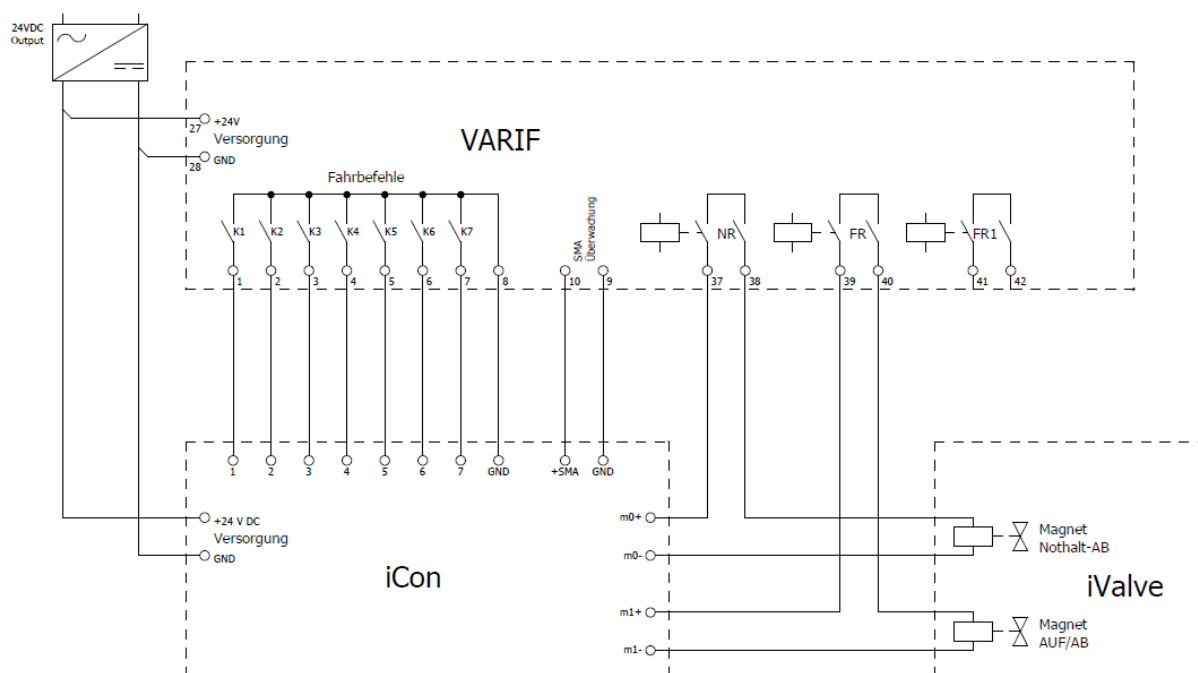 24VDC
Output
+24V
27
Versorgung
28
GND
VARIF
Fahrbefehle
K1
K2
K3
K4
K5
K6
K7
SMA
Überwachung
NR
FR
FR1
1
2
3
4
5
6
7
8
10
9
37
38
39
40
41
42
1
2
3
4
5
6
7
GND
+SMA
GND
+24 V DC
Versorgung
GND
iCon
m0+
m0-
m1+
m1-
Magnet
Nothalt-AB
iValve
Magnet
AUF/AB